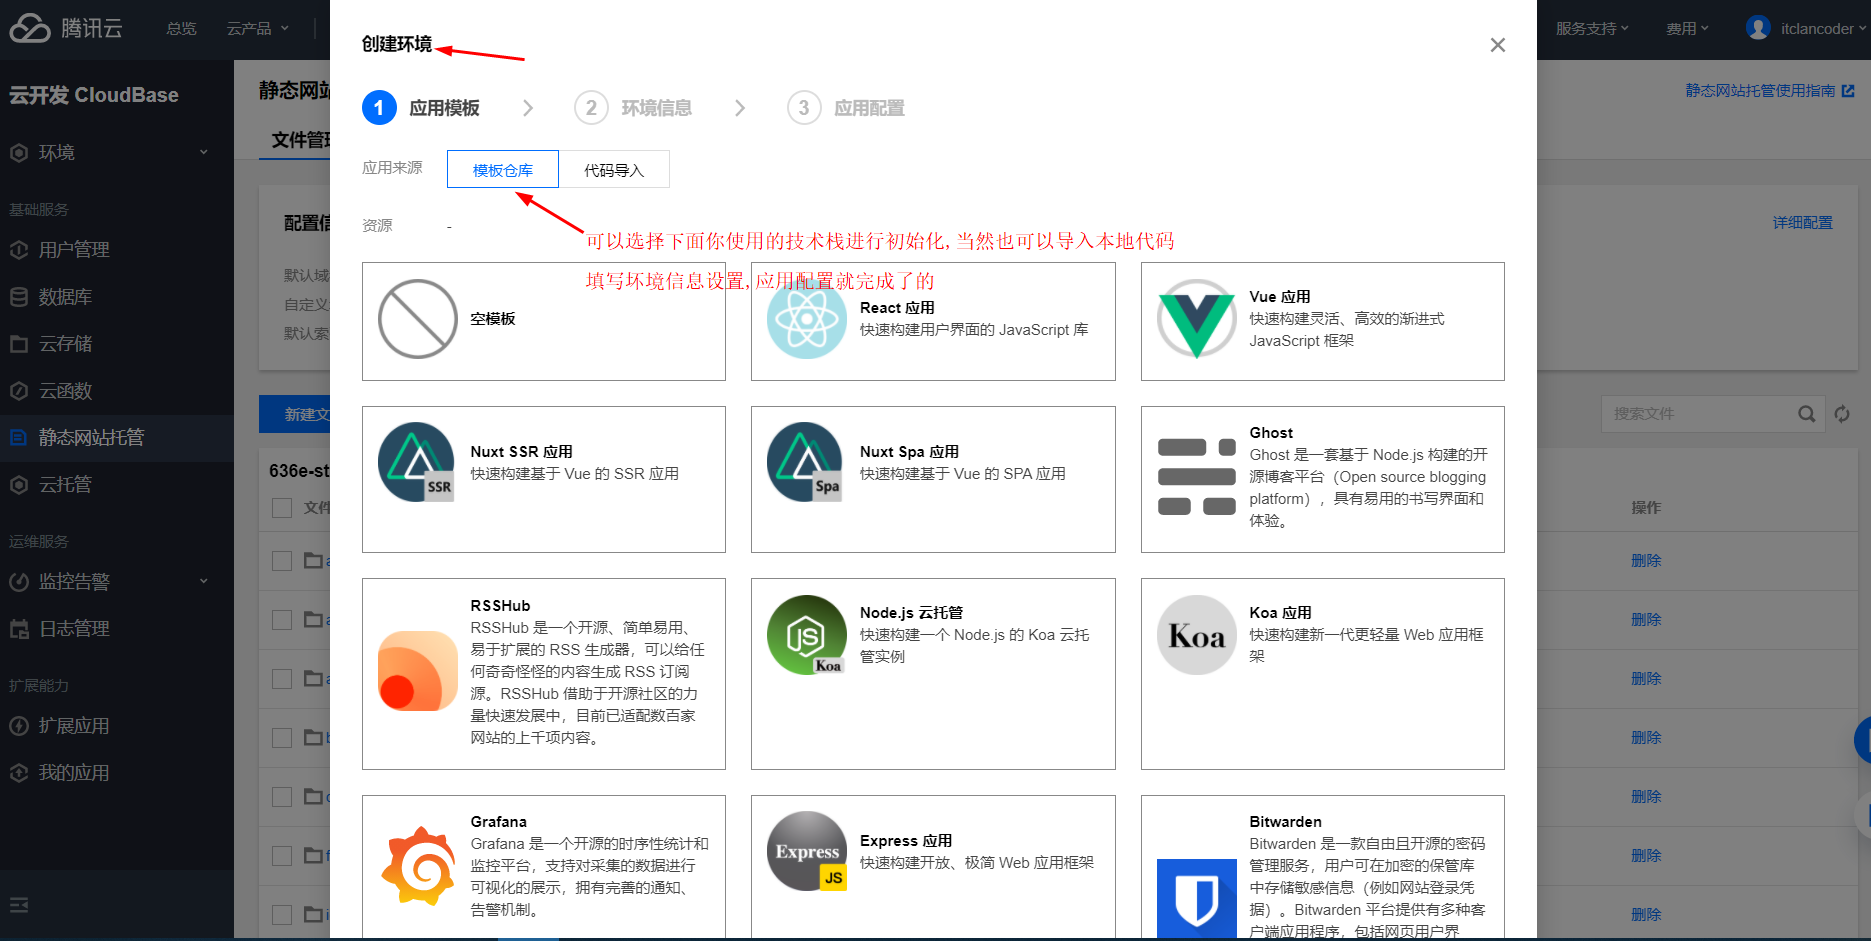 腾讯云
总览
云产品
服务支持
费用
itclancoder
云开发 CloudBase
环境
基础服务
用户管理
数据库
云存储
云函数
静态网站托管
云托管
运维服务
监控告警
日志管理
扩展能力
扩展应用
我的应用
静态网站
静态网站托管使用指南
文件管理
配置信
详细配置
默认域
自定义
默认索
新建文
搜索文件
636e-st
文件
操作
删除
删除
删除
删除
删除
删除
删除
创建环境
1 应用模板
2 环境信息
3 应用配置
应用来源
模板仓库
代码导入
资源
-
可以选择下面你使用的技术栈进行初始化,当然也可以导入本地代码
填写环境信息设置,应用配置就完成了的
空模板
React 应用
快速构建用户界面的 JavaScript 库
Vue 应用
快速构建灵活、高效的渐进式
JavaScript 框架
SSR
Nuxt SSR 应用
快速构建基于 Vue 的 SSR 应用
Spa
Nuxt Spa 应用
快速构建基于 Vue 的 SPA 应用
Ghost
Ghost 是一套基于 Node.js 构建的开
源博客平台（Open source blogging
platform），具有易用的书写界面和
体验。
RSSHub
RSSHub 是一个开源、简单易用、
易于扩展的 RSS 生成器，可以给任
何奇奇怪怪的内容生成 RSS 订阅
源。RSSHub 借助于开源社区的力
量快速发展中，目前已适配数百家
网站的上千项内容。
JS
Koa
Node.js 云托管
快速构建一个 Node.js 的 Koa 云托
管实例
Koa
Koa 应用
快速构建新一代更轻量 Web 应用框
架
Grafana
Grafana 是一个开源的时序性统计和
监控平台，支持对采集的数据进行
可视化的展示，拥有完善的通知、
告警机制。
Express
JS
Express 应用
快速构建开放、极简 Web 应用框架
Bitwarden
Bitwarden 是一款自由且开源的密码
管理服务，用户可在加密的保管库
中存储敏感信息（例如网站登录凭
据）。Bitwarden 平台提供有多种客
户端应用程序，包括网页用户界